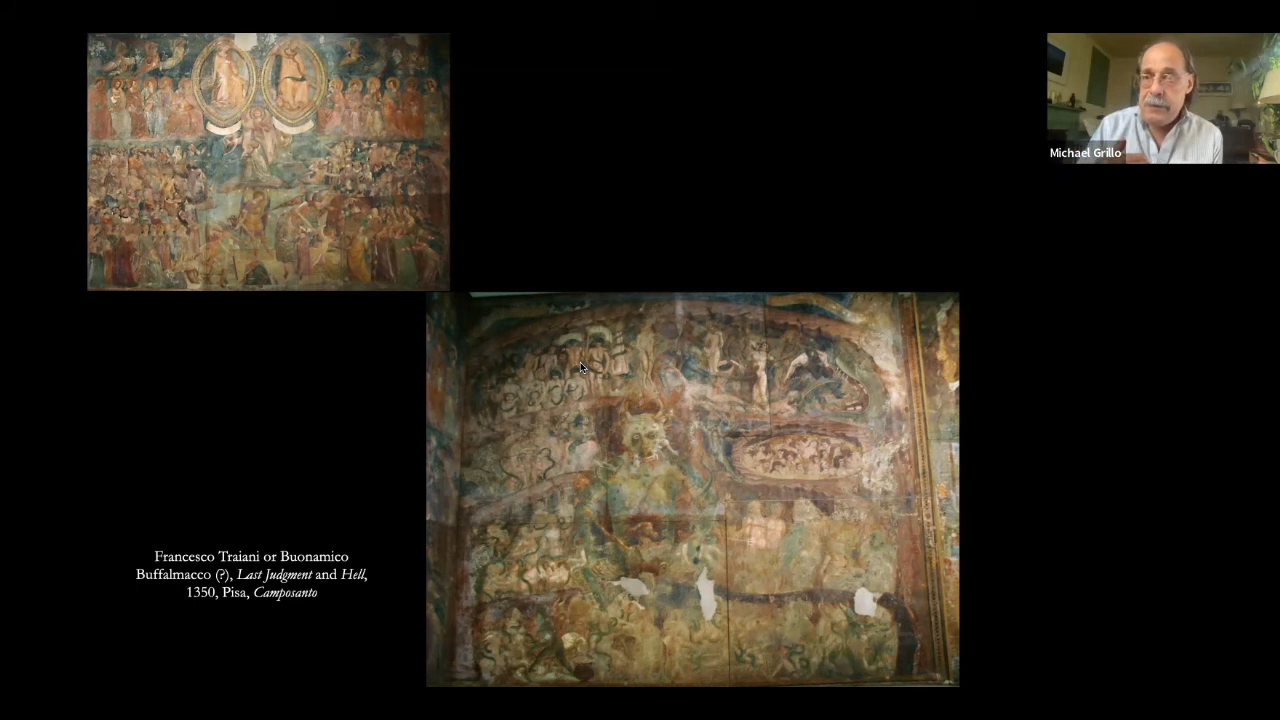 Michael Grillo
Francesco Traiani or Buonamico
Buffalmacco (?), Last Judgment and Hell,
1350, Pisa, Camposanto